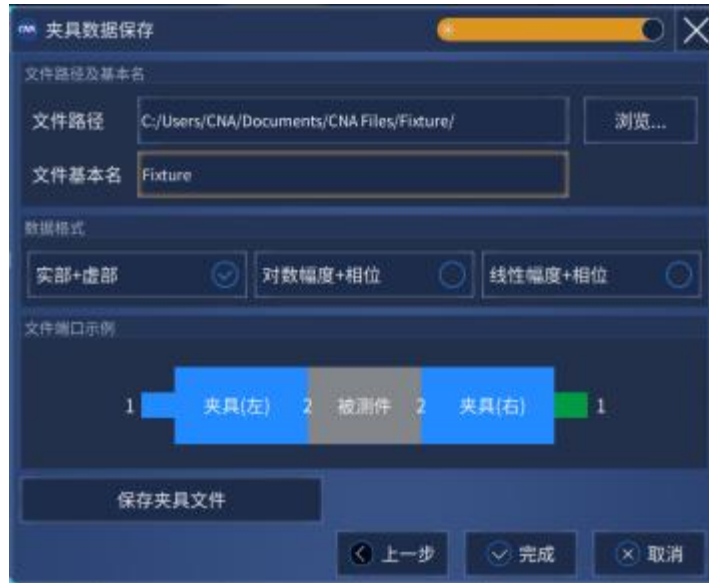 CNA 夹具数据保存
文件路径及基本名
文件路径 C:/Users/CNA/Documents/CNA Files/Fixture/ 浏览...
文件基本名 Fixture
数据格式
实部+虚部 对数幅度+相位 线性幅度+相位
文件端口示例
1 夹具(左) 2 被测件 2 夹具(右) 1
保存夹具文件
上一步 完成 取消